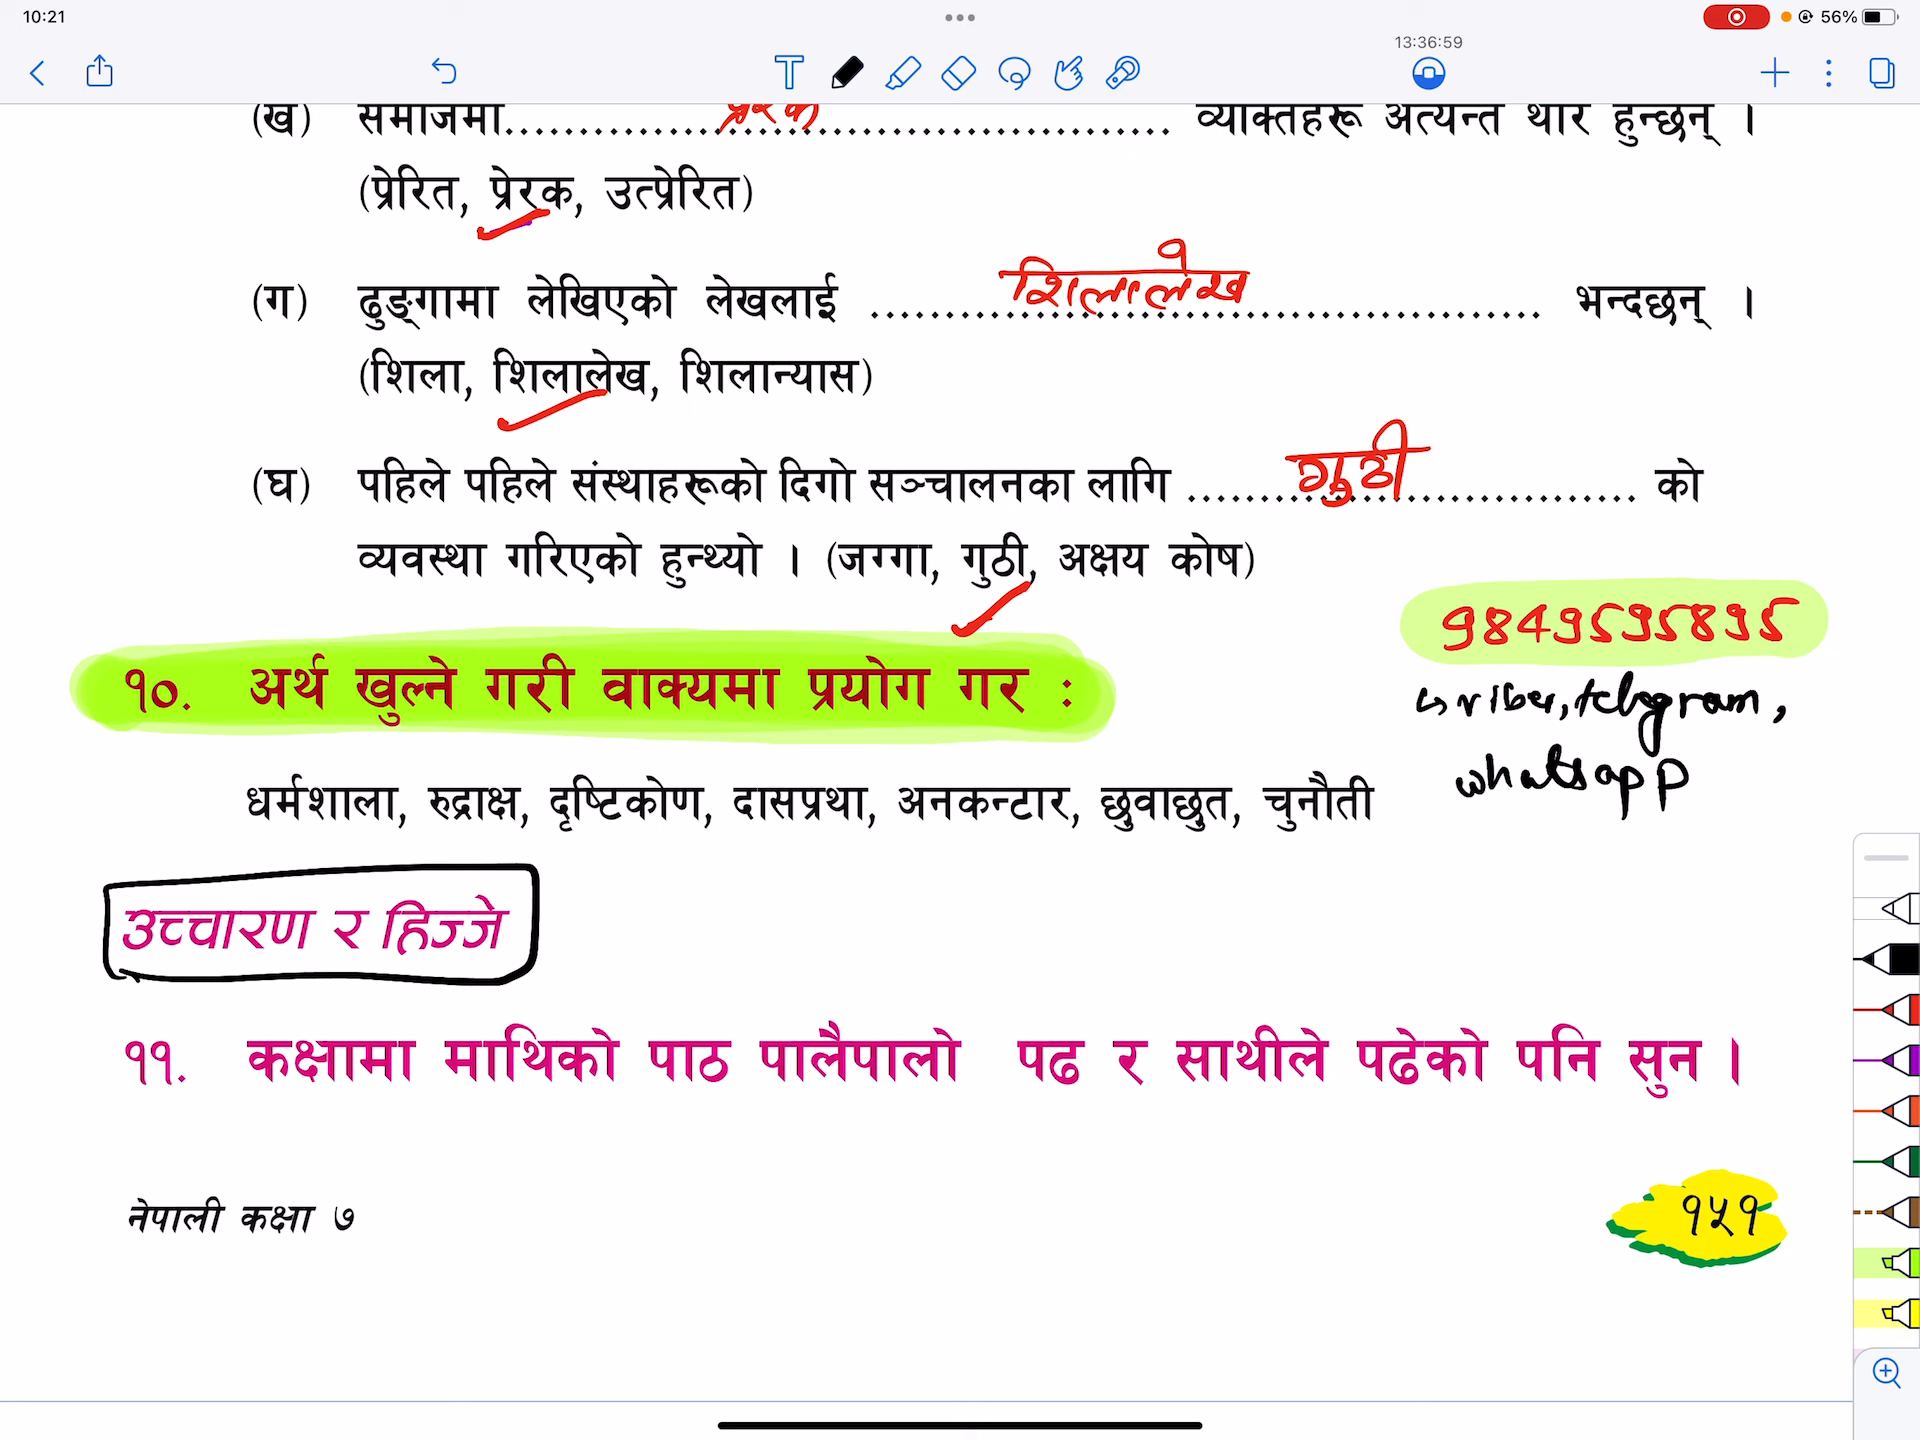 10:21
56%
13:36:59
(ख) समाजमा.......... प्रेरक .......... व्यक्तिहरू अत्यन्त थोरै हुन्छन् ।
(प्रेरित, प्रेरक, उत्प्रेरित)
(ग) ढुङ्गामा लेखिएको लेखलाई .......... शिलालेख .......... भन्दछन् ।
(शिला, शिलालेख, शिलान्यास)
(घ) पहिले पहिले संस्थाहरूको दिगो सञ्चालनका लागि .......... गुठी .......... को
व्यवस्था गरिएको हुन्थ्यो । (जग्गा, गुठी, अक्षय कोष)
9849595895
१०. अर्थ खुल्ने गरी वाक्यमा प्रयोग गर :
viber, telegram,
whatsapp
धर्मशाला, रुद्राक्ष, दृष्टिकोण, दासप्रथा, अनकन्टार, छुवाछुत, चुनौती
उच्चारण र हिज्जे
११. कक्षामा माथिको पाठ पालैपालो पढ र साथीले पढेको पनि सुन ।
नेपाली कक्षा ७
१५१